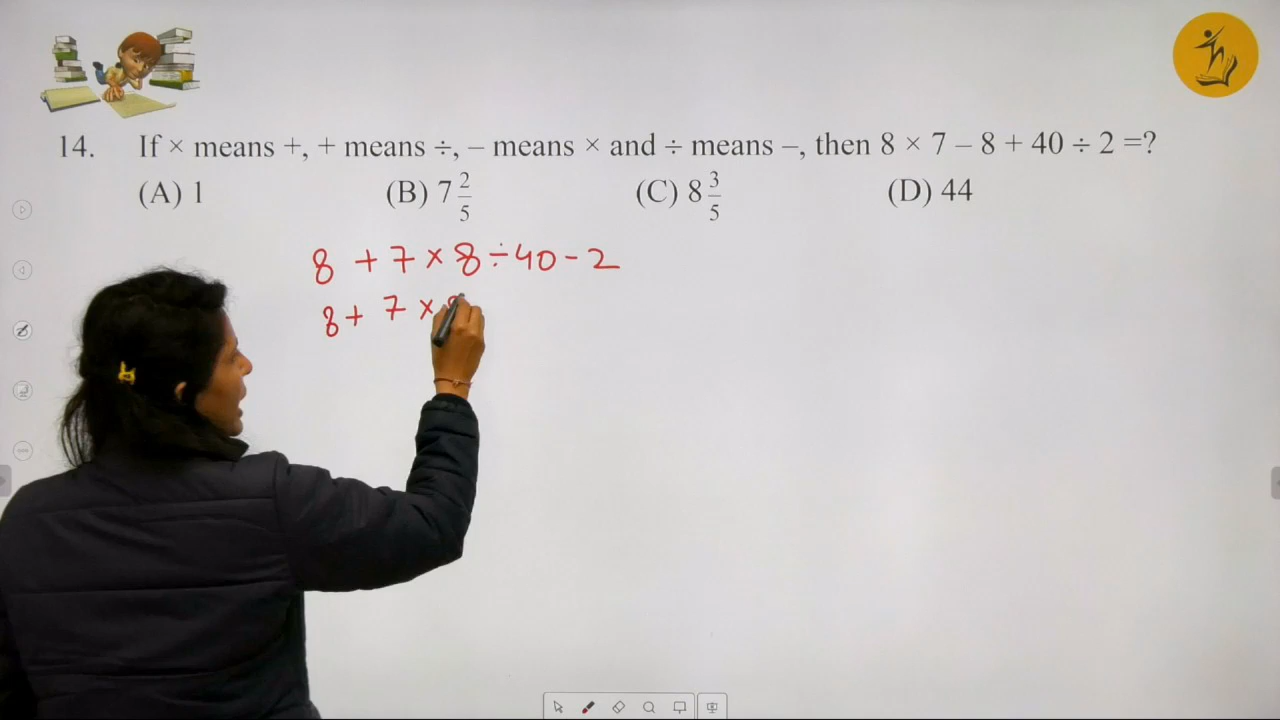 14. If × means +, + means ÷, – means × and ÷ means –, then 8 × 7 – 8 + 40 ÷ 2 =?
(A) 1 (B) 7 2/5 (C) 8 3/5 (D) 44
8 + 7 × 8 ÷ 40 - 2
8 + 7 ×